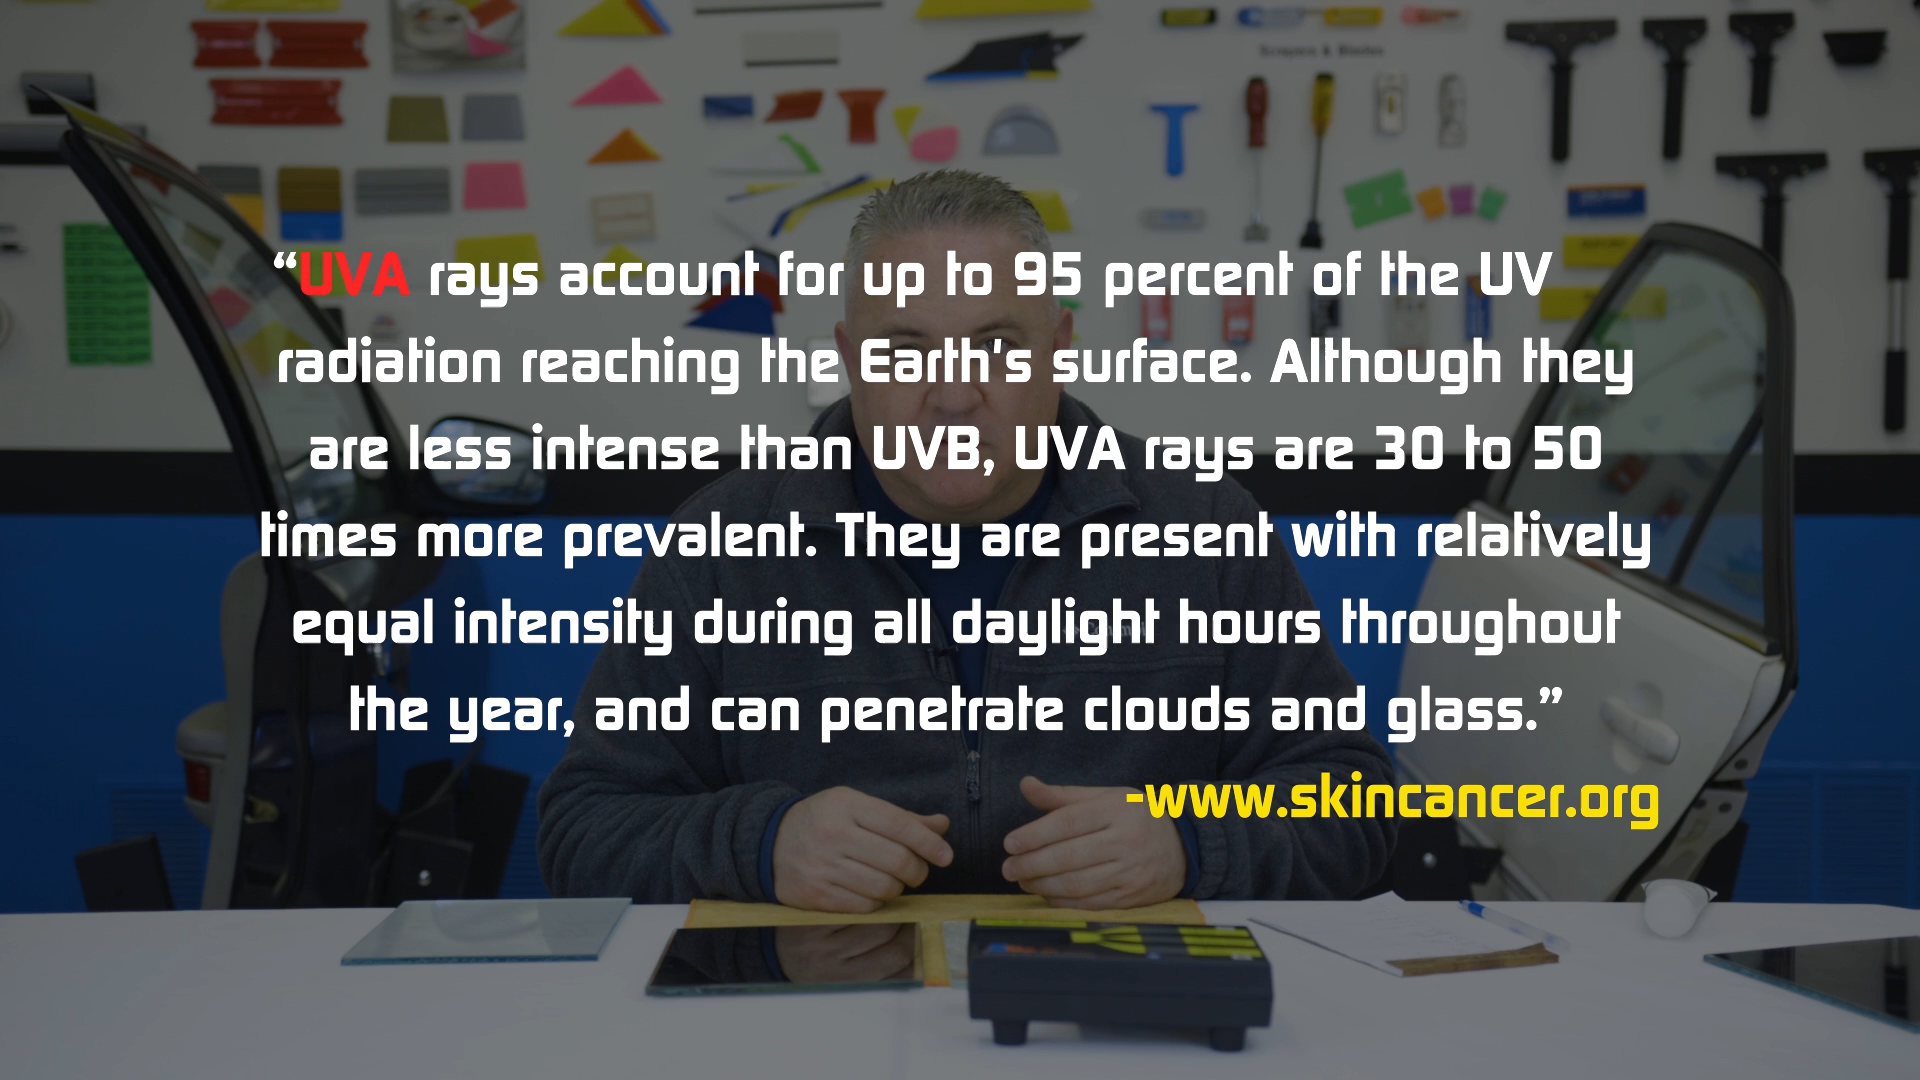 Scrapers & Blades
“UVA rays account for up to 95 percent of the UV
radiation reaching the Earth's surface. Although they
are less intense than UVB, UVA rays are 30 to 50
times more prevalent. They are present with relatively
equal intensity during all daylight hours throughout
the year, and can penetrate clouds and glass.”
-www.skincancer.org